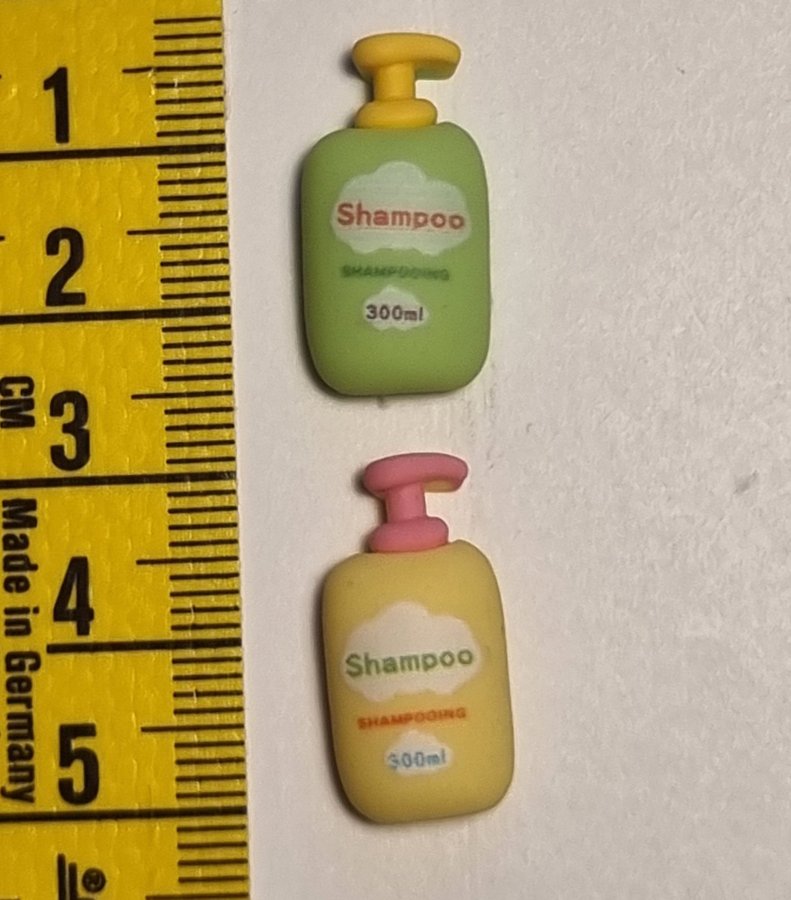 1
2
3
4
5
CM
Made in Germany
®
Shampoo
SHAMPOOING
300ml
Shampoo
SHAMPOOING
300ml